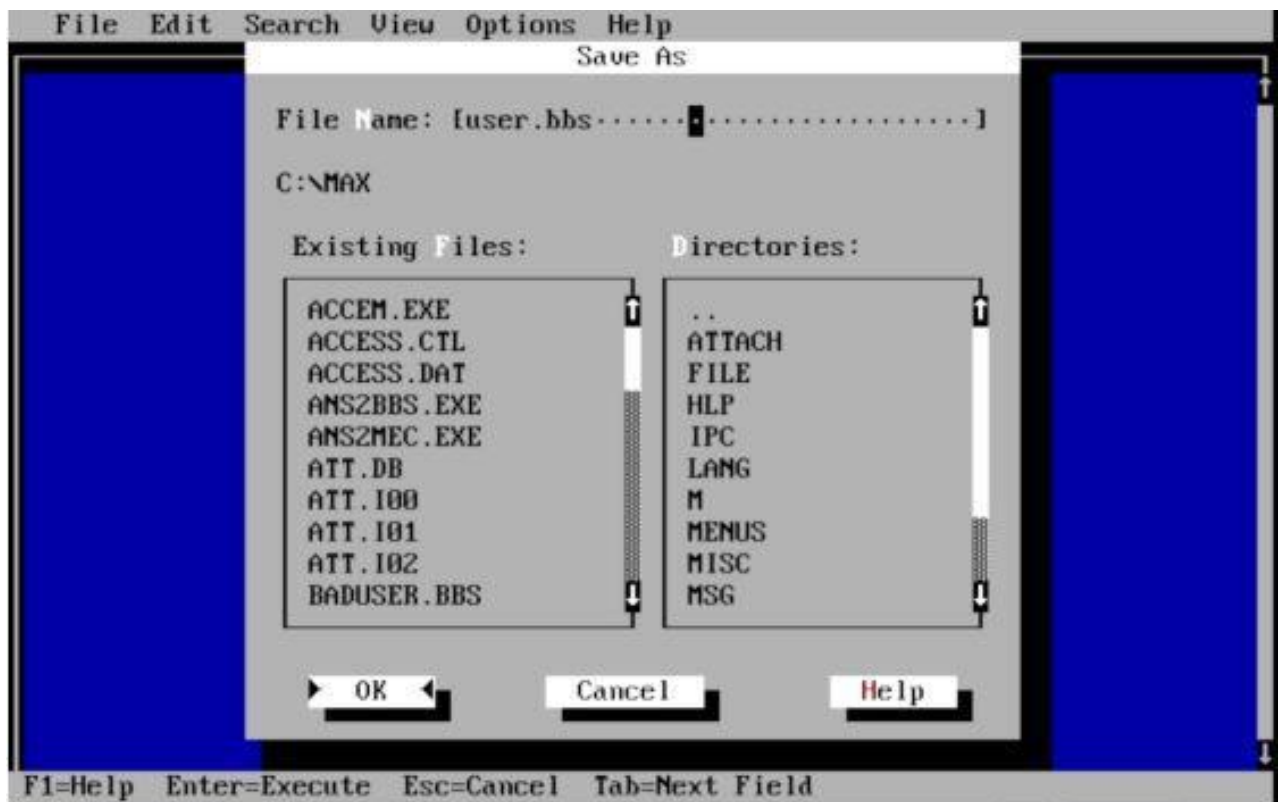 File Edit Search View Options Help
Save As
File Name: [user.bbs······················]
C:\MAX
Existing Files:
Directories:
ACCEM.EXE
ACCESS.CTL
ACCESS.DAT
ANS2BBS.EXE
ANS2MEC.EXE
ATT.DB
ATT.I00
ATT.I01
ATT.I02
BADUSER.BBS
..
ATTACH
FILE
HLP
IPC
LANG
M
MENUS
MISC
MSG
OK
Cancel
Help
F1=Help Enter=Execute Esc=Cancel Tab=Next Field